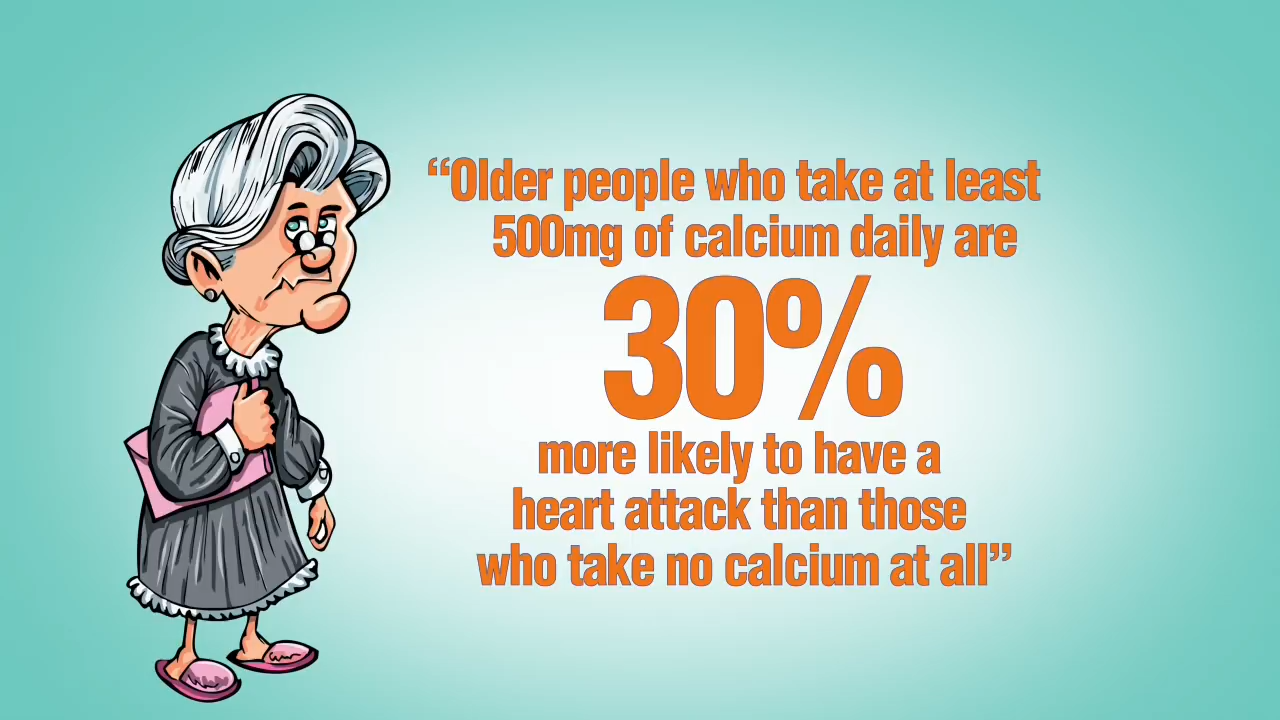 “Older people who take at least
500mg of calcium daily are
30%
more likely to have a
heart attack than those
who take no calcium at all”